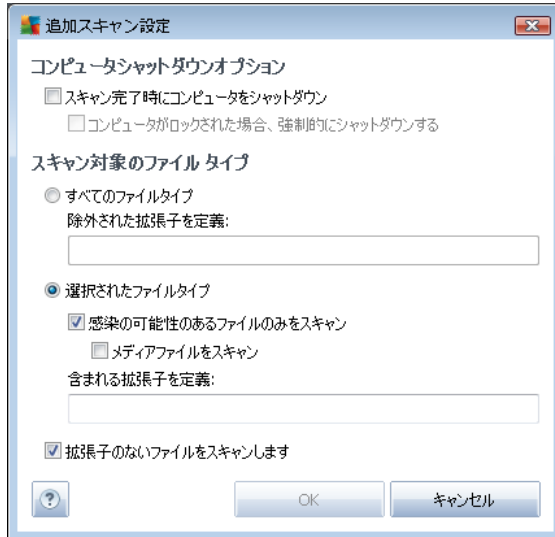 追加スキャン設定
コンピュータシャットダウンオプション
スキャン完了時にコンピュータをシャットダウン
コンピュータがロックされた場合、強制的にシャットダウンする
スキャン対象のファイル タイプ
すべてのファイルタイプ
除外された拡張子を定義:
選択されたファイルタイプ
感染の可能性のあるファイルのみをスキャン
メディアファイルをスキャン
含まれる拡張子を定義:
拡張子のないファイルをスキャンします
? OK キャンセル